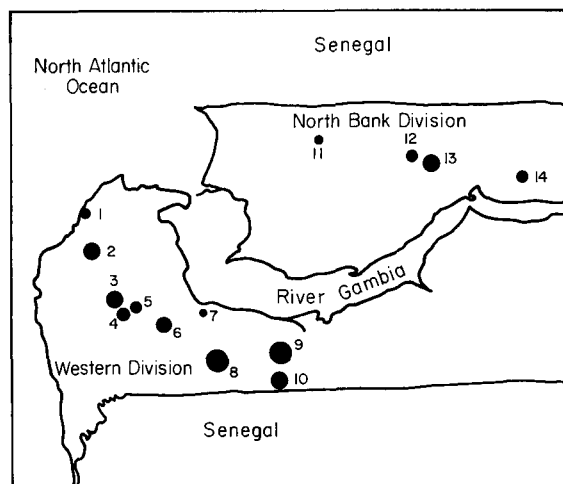 Senegal
North Atlantic
Ocean
North Bank Division
11
12
13
14
1
2
3
4
5
6
7
8
9
10
River Gambia
Western Division
Senegal